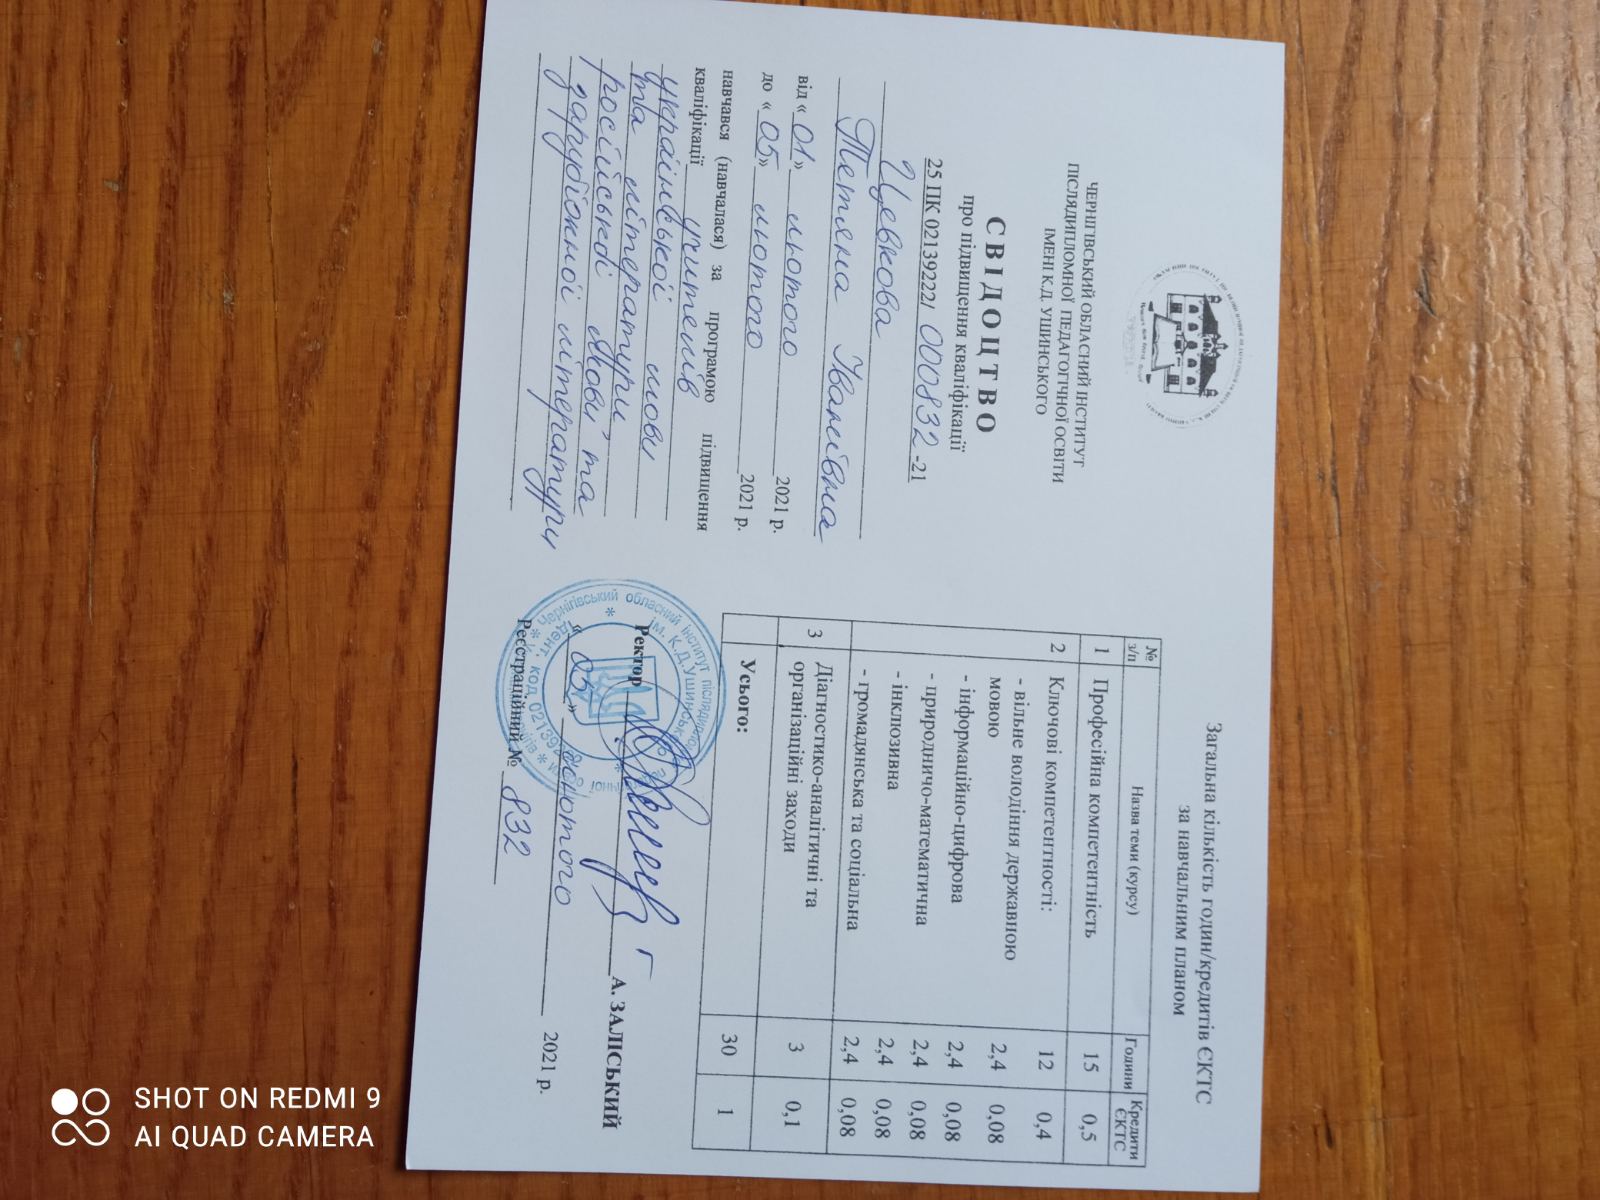 ЧЕРНІГІВСЬКИЙ ОБЛАСНИЙ ІНСТИТУТ
ПІСЛЯДИПЛОМНОЇ ПЕДАГОГІЧНОЇ ОСВІТИ
ІМЕНІ К.Д. УШИНСЬКОГО
СВІДОЦТВО
про підвищення кваліфікації
25 ПК 02139222/ 000832 -21
Цевкова
Тетяна Іванівна
від « 01 » лютого 2021 р.
до « 05 » лютого 2021 р.
навчався (навчалася) за програмою підвищення
кваліфікації учителів
української мови
та літератури
російської мови та
зарубіжної літератури
Загальна кількість годин/кредитів ЄКТС
за навчальним планом
№ з/п Назва теми (курсу) Години Кредити ЄКТС
1 Професійна компетентність 15 0,5
2 Ключові компетентності: 12 0,4
- вільне володіння державною
мовою 2,4 0,08
- інформаційно-цифрова 2,4 0,08
- природничо-математична 2,4 0,08
- інклюзивна 2,4 0,08
- громадянська та соціальна 2,4 0,08
3 Діагностико-аналітичні та
організаційні заходи 3 0,1
Усього: 30 1
Ректор А. ЗАЛІСЬКИЙ
« 05 » лютого 2021 р.
Реєстраційний № 832
Чернігівський обласний інститут
ім. К.Д.Ушинського
Ідент. код
SHOT ON REDMI 9
AI QUAD CAMERA